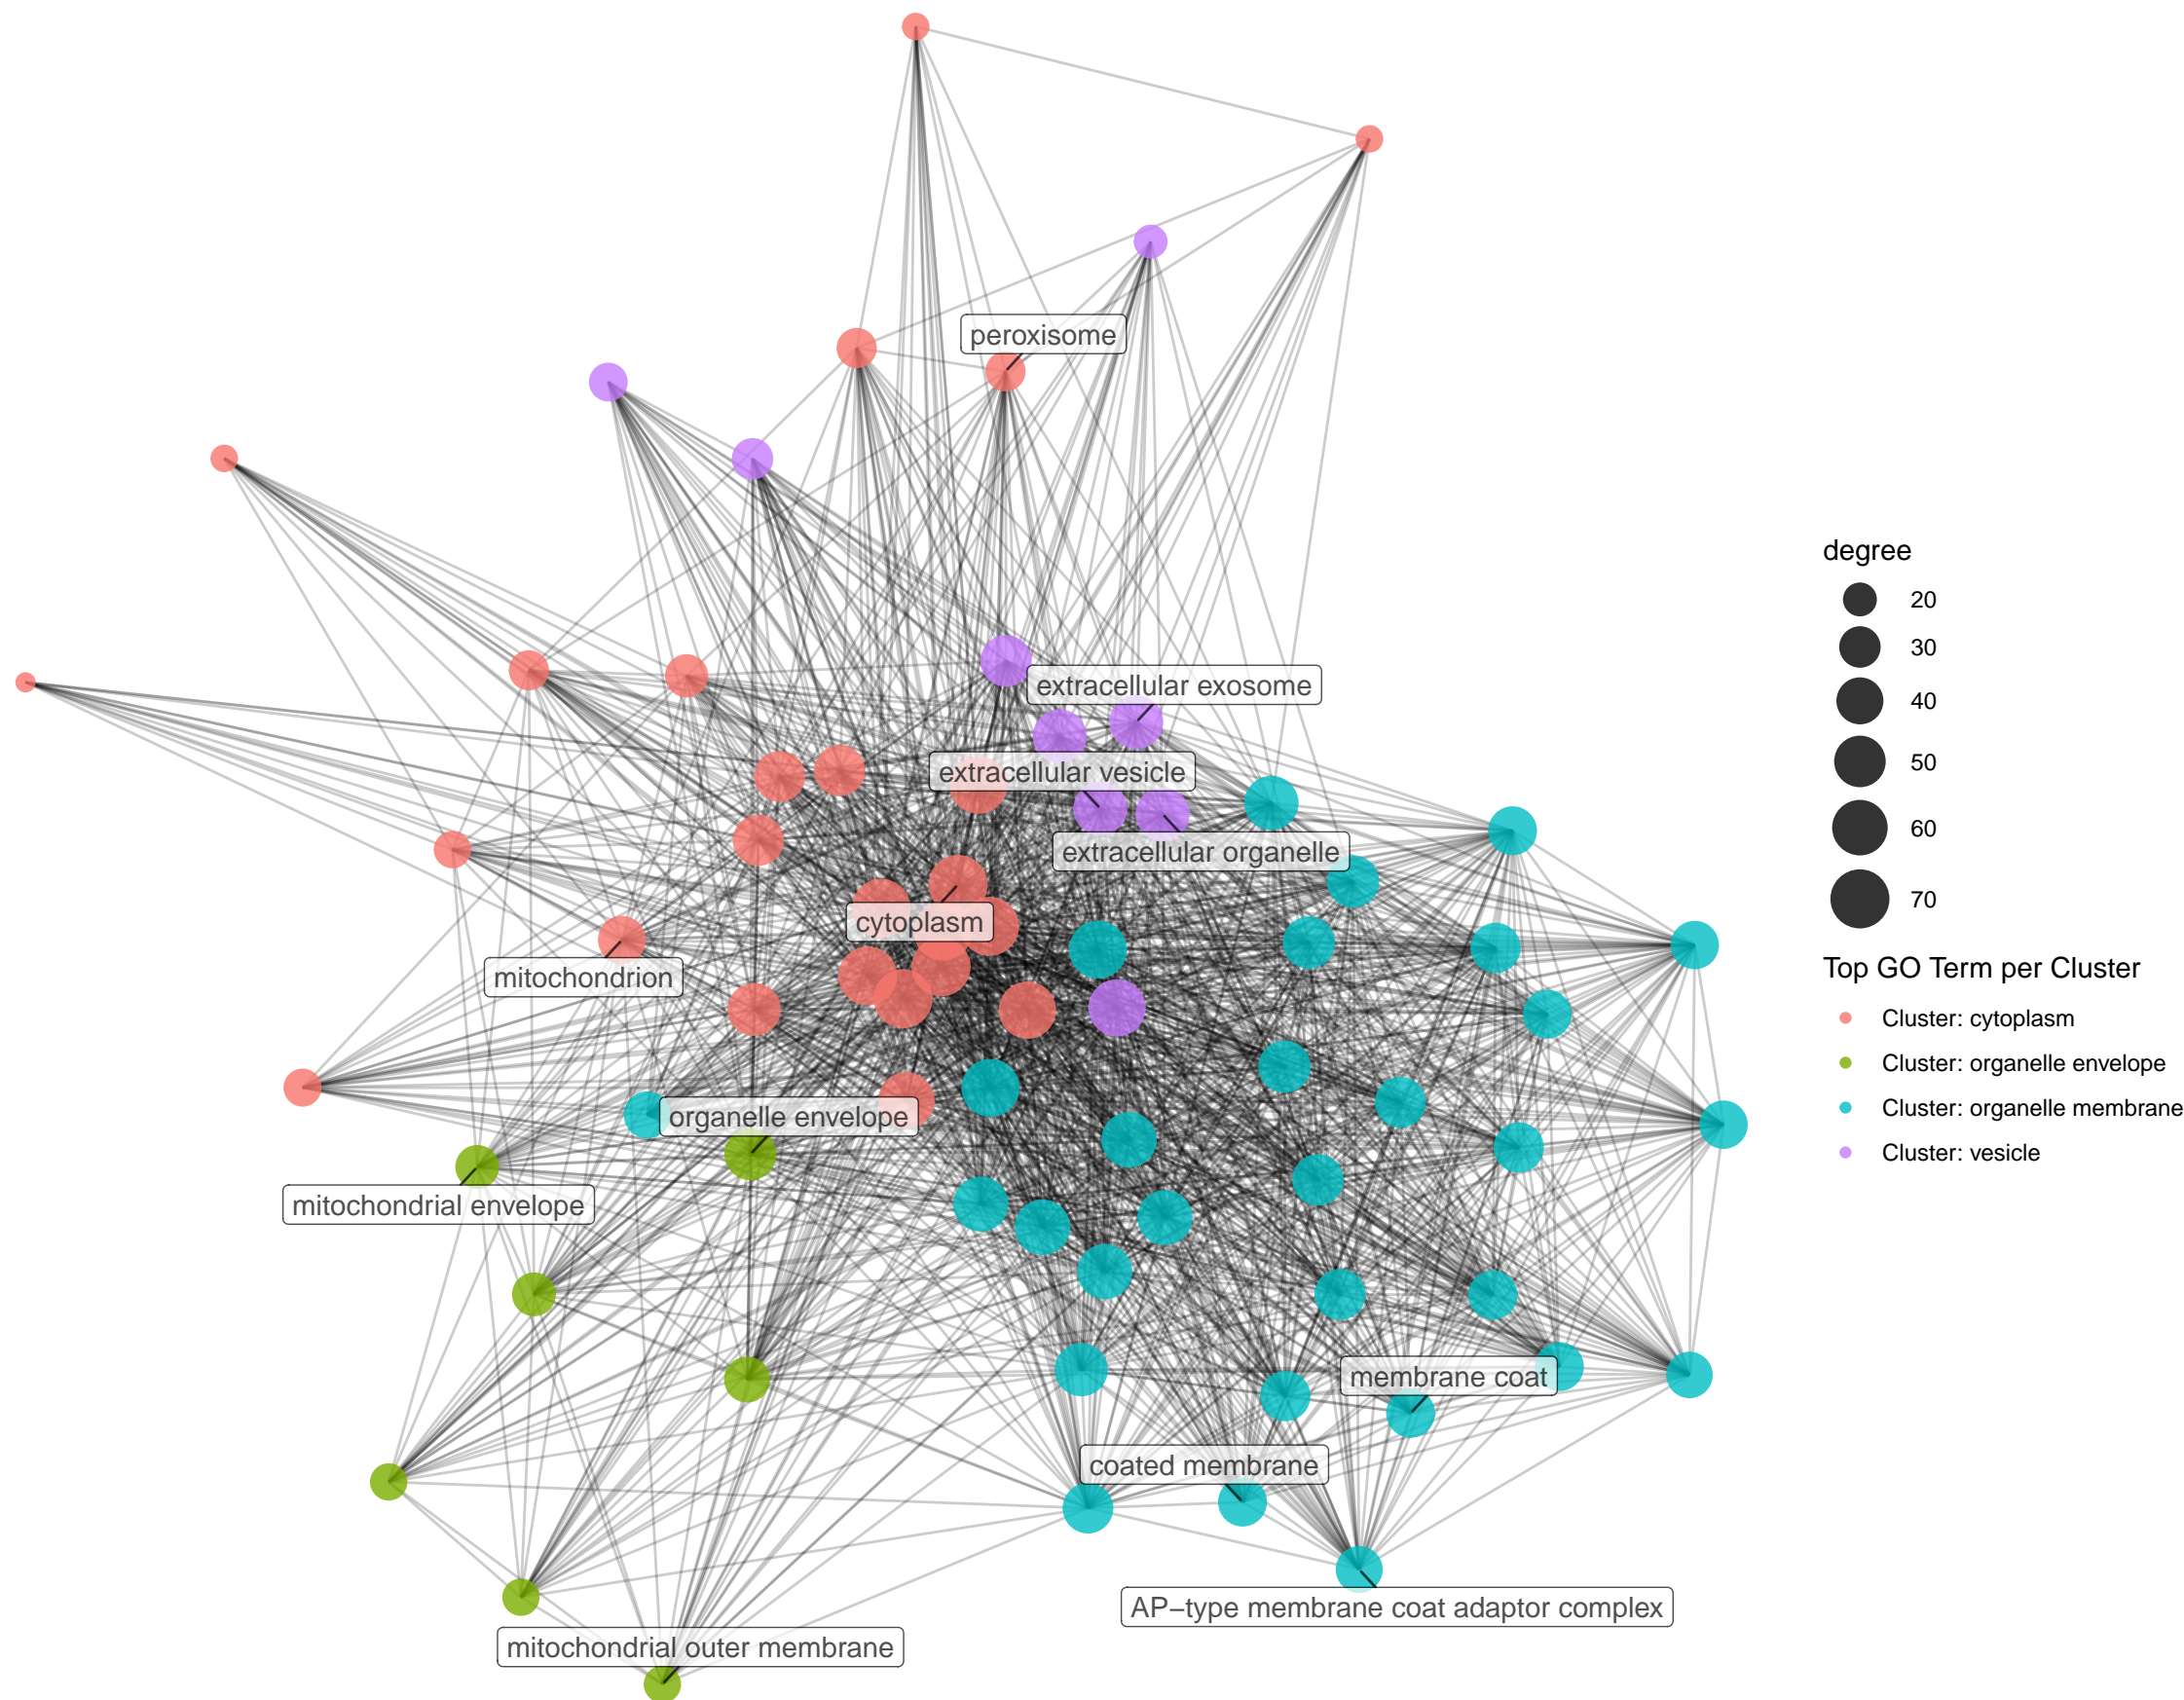 peroxisome
extracellular exosome
extracellular vesicle
extracellular organelle
cytoplasm
mitochondrion
organelle envelope
mitochondrial envelope
membrane coat
coated membrane
AP−type membrane coat adaptor complex
mitochondrial outer membrane
degree
20
30
40
50
60
70
Top GO Term per Cluster
Cluster: cytoplasm
Cluster: organelle envelope
Cluster: organelle membrane
Cluster: vesicle